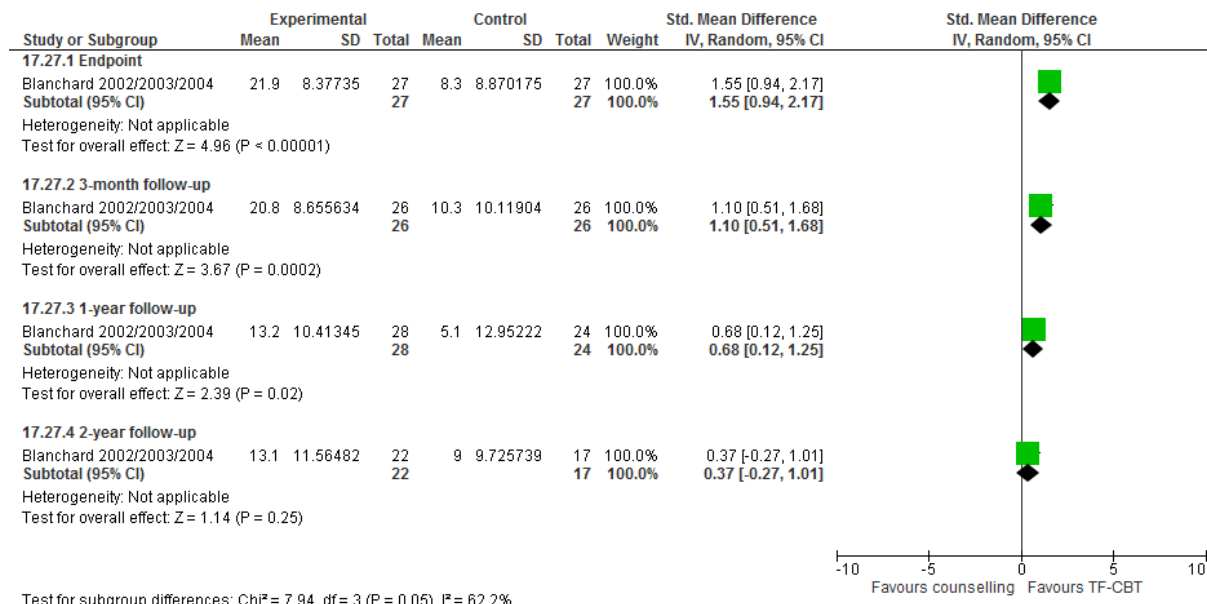 Experimental Control Std. Mean Difference Std. Mean Difference
Study or Subgroup Mean SD Total Mean SD Total Weight IV, Random, 95% CI IV, Random, 95% CI
17.27.1 Endpoint
Blanchard 2002/2003/2004 21.9 8.37735 27 8.3 8.870175 27 100.0% 1.55 [0.94, 2.17]
Subtotal (95% CI) 27 27 100.0% 1.55 [0.94, 2.17]
Heterogeneity: Not applicable
Test for overall effect: Z = 4.96 (P < 0.00001)
17.27.2 3-month follow-up
Blanchard 2002/2003/2004 20.8 8.655634 26 10.3 10.11904 26 100.0% 1.10 [0.51, 1.68]
Subtotal (95% CI) 26 26 100.0% 1.10 [0.51, 1.68]
Heterogeneity: Not applicable
Test for overall effect: Z = 3.67 (P = 0.0002)
17.27.3 1-year follow-up
Blanchard 2002/2003/2004 13.2 10.41345 28 5.1 12.95222 24 100.0% 0.68 [0.12, 1.25]
Subtotal (95% CI) 28 24 100.0% 0.68 [0.12, 1.25]
Heterogeneity: Not applicable
Test for overall effect: Z = 2.39 (P = 0.02)
17.27.4 2-year follow-up
Blanchard 2002/2003/2004 13.1 11.56482 22 9 9.725739 17 100.0% 0.37 [-0.27, 1.01]
Subtotal (95% CI) 22 17 100.0% 0.37 [-0.27, 1.01]
Heterogeneity: Not applicable
Test for overall effect: Z = 1.14 (P = 0.25)
-10 -5 0 5 10
Favours counselling Favours TF-CBT
Test for subgroup differences: Chi² = 7.94, df = 3 (P = 0.05), I² = 62.2%